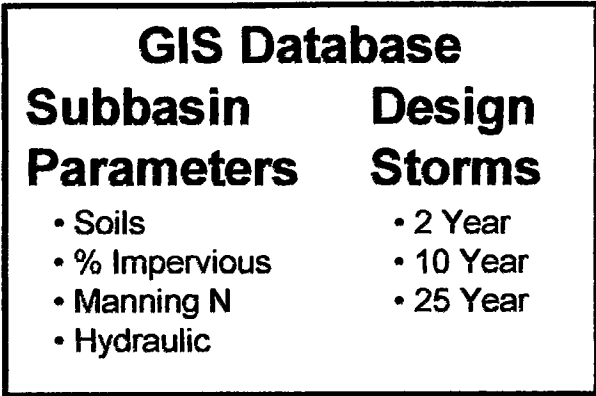 GIS Database
Subbasin
Parameters
• Soils
• % Impervious
• Manning N
• Hydraulic
Design
Storms
• 2 Year
• 10 Year
• 25 Year